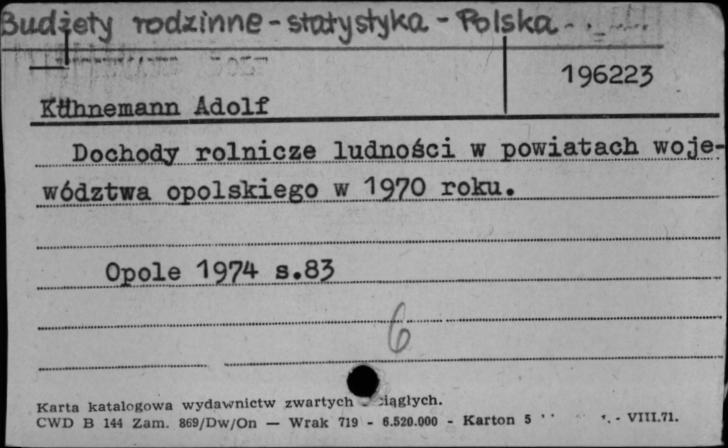 Budżety rodzinne - statystyka - Polska
196223
Kühnemann Adolf
Dochody rolnicze ludności w powiatach woje-
wództwa opolskiego w 1970 roku.
Opole 1974 s.83
6
Karta katalogowa wydawnictw zwartych ciągłych.
CWD B 144 Zam. 869/Dw/On — Wrak 719 - 6.520.000 - Karton 5 - VIII.71.